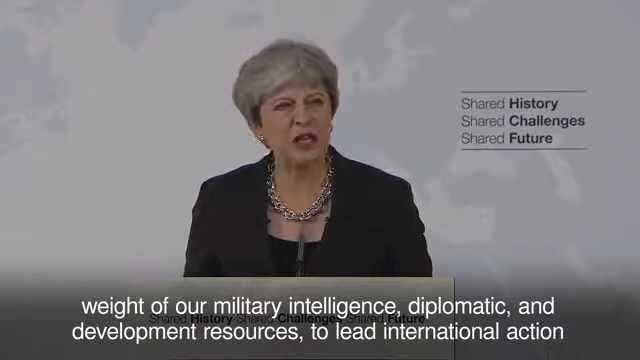 Shared History
Shared Challenges
Shared Future
Shared History Shared Challenges Shared Future
weight of our military intelligence, diplomatic, and
development resources, to lead international action